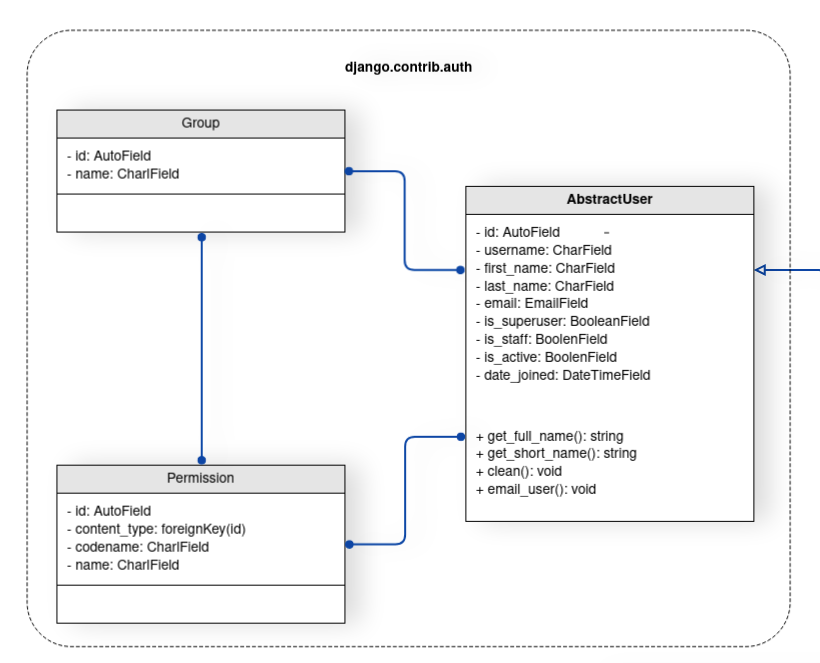 django.contrib.auth
Group
- id: AutoField
- name: CharlField
AbstractUser
- id: AutoField -
- username: CharField
- first_name: CharField
- last_name: CharField
- email: EmailField
- is_superuser: BooleanField
- is_staff: BoolenField
- is_active: BoolenField
- date_joined: DateTimeField
+ get_full_name(): string
+ get_short_name(): string
+ clean(): void
+ email_user(): void
Permission
- id: AutoField
- content_type: foreignKey(id)
- codename: CharlField
- name: CharlField